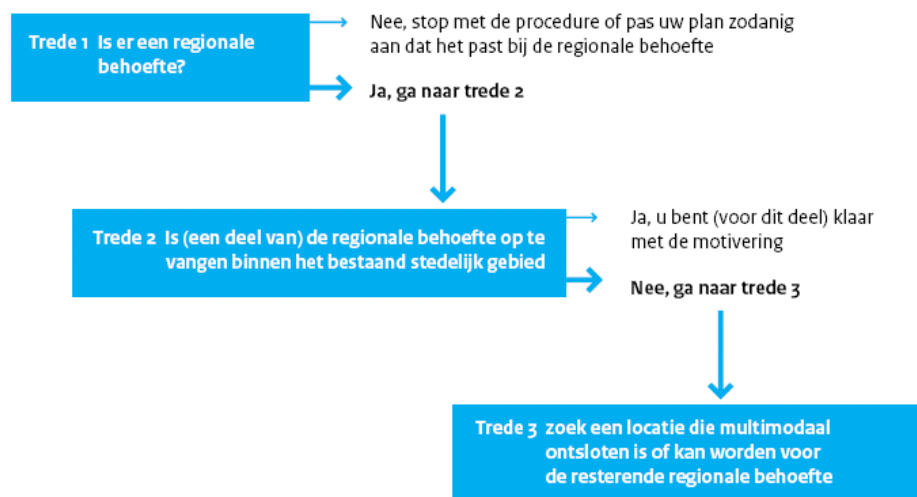 Trede 1 Is er een regionale
behoefte?
Nee, stop met de procedure of pas uw plan zodanig
aan dat het past bij de regionale behoefte
Ja, ga naar trede 2
Trede 2 Is (een deel van) de regionale behoefte op te
vangen binnen het bestaand stedelijk gebied
Ja, u bent (voor dit deel) klaar
met de motivering
Nee, ga naar trede 3
Trede 3 zoek een locatie die multimodaal
ontsloten is of kan worden voor
de resterende regionale behoefte